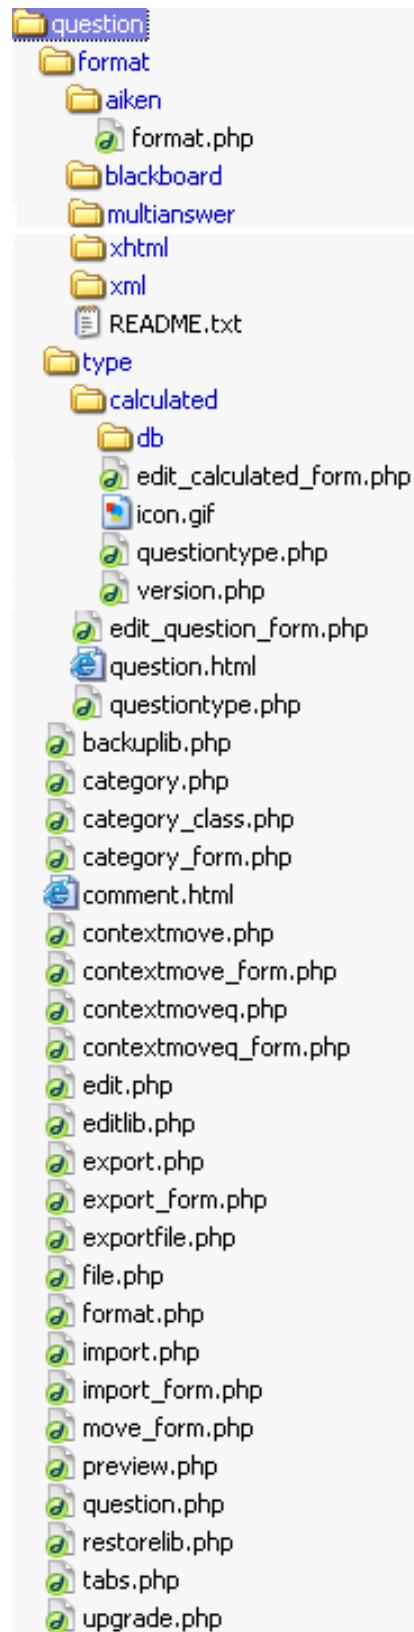 question
format
aiken
format.php
blackboard
multianswer
xhtml
xml
README.txt
type
calculated
db
edit_calculated_form.php
icon.gif
questiontype.php
version.php
edit_question_form.php
question.html
questiontype.php
backuplib.php
category.php
category_class.php
category_form.php
comment.html
contextmove.php
contextmove_form.php
contextmoveq.php
contextmoveq_form.php
edit.php
editlib.php
export.php
export_form.php
exportfile.php
file.php
format.php
import.php
import_form.php
move_form.php
preview.php
question.php
restorelib.php
tabs.php
upgrade.php